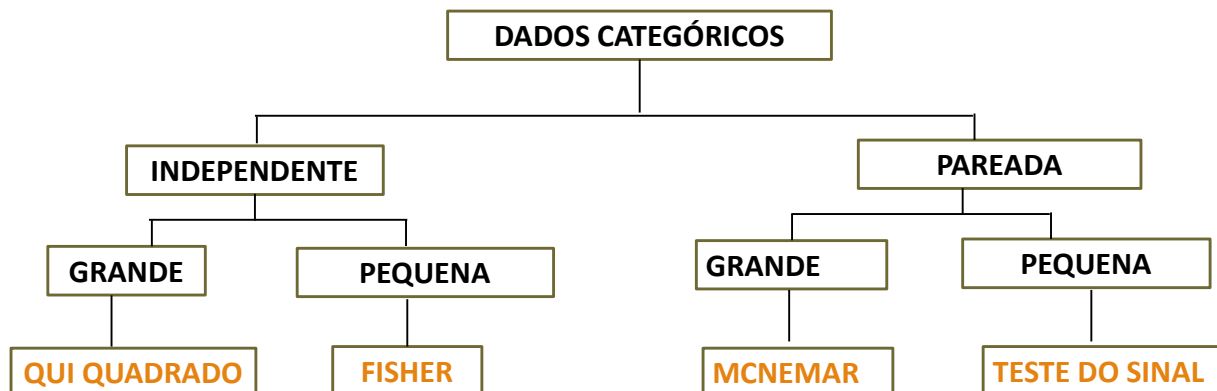 DADOS CATEGÓRICOS
INDEPENDENTE
PAREADA
GRANDE
PEQUENA
GRANDE
PEQUENA
QUI QUADRADO
FISHER
MCNEMAR
TESTE DO SINAL